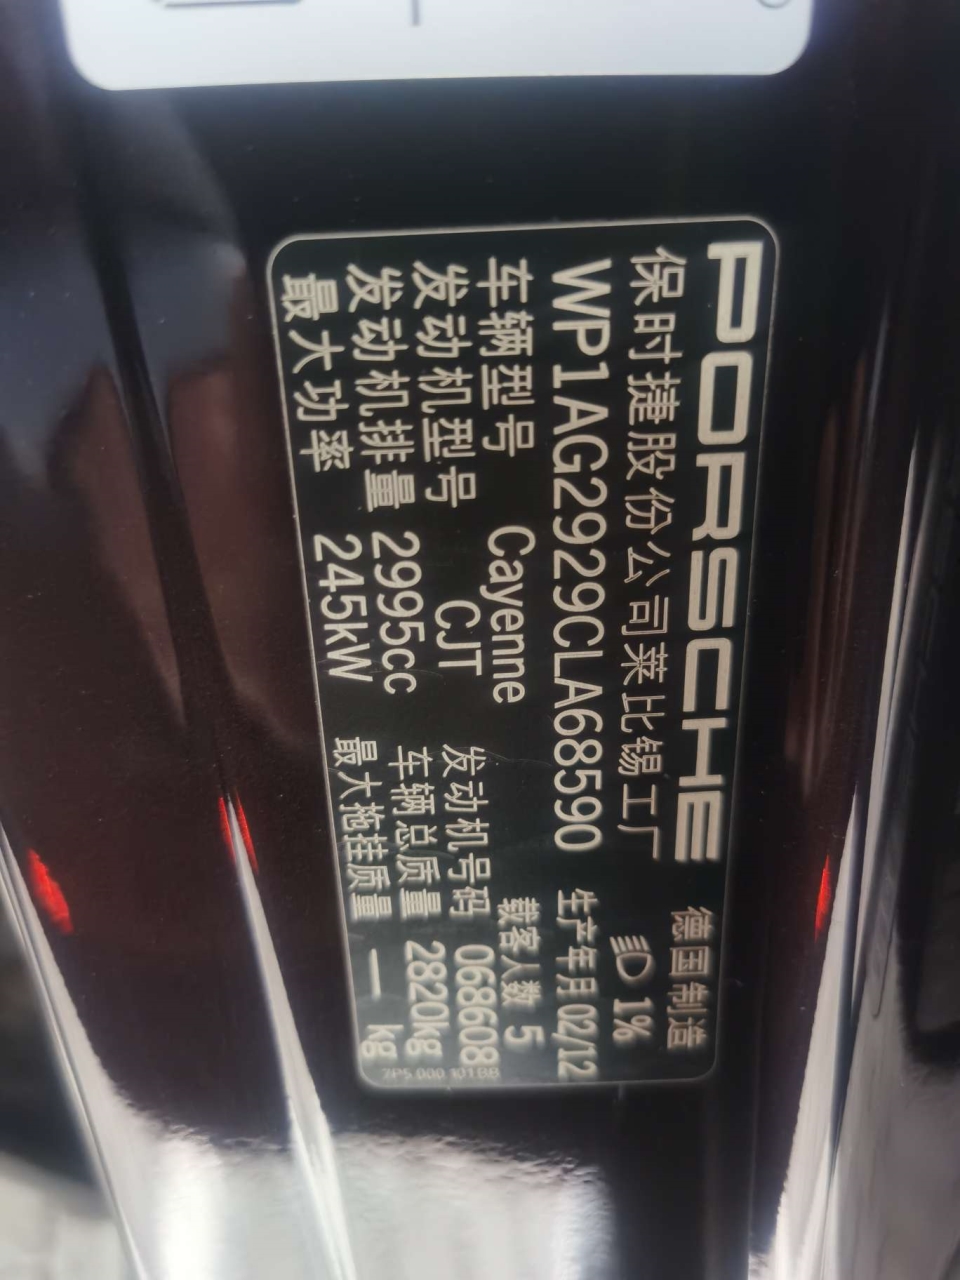 PORSCHE 德国制造
保时捷股份公司莱比锡工厂 1%
WP1AG2929CLA68590 生产年月 02/12
车辆型号 Cayenne 载客人数 5
发动机型号 CJT 发动机号码 068608
发动机排量 2995cc 车辆总质量 2820kg
最大功率 245kW 最大拖挂质量 — kg
7P5 000 101 BB